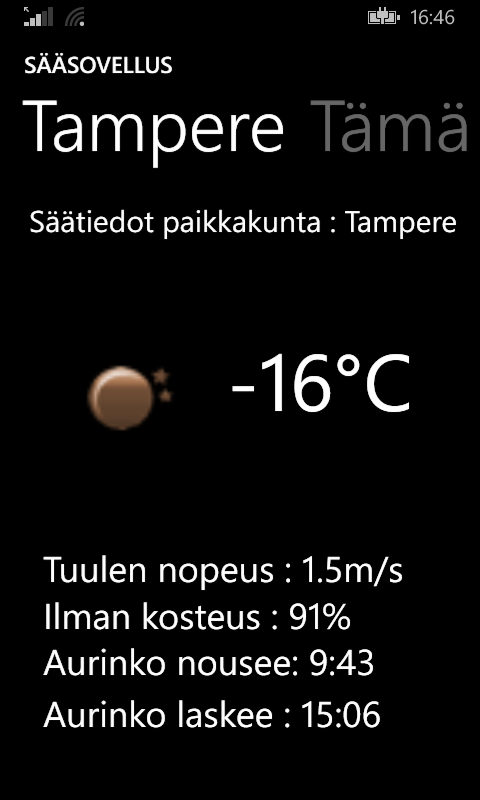 16:46
SÄÄSOVELLUS
Tampere Tämä
Säätiedot paikkakunta : Tampere
-16°C
Tuulen nopeus : 1.5m/s
Ilman kosteus : 91%
Aurinko nousee: 9:43
Aurinko laskee : 15:06